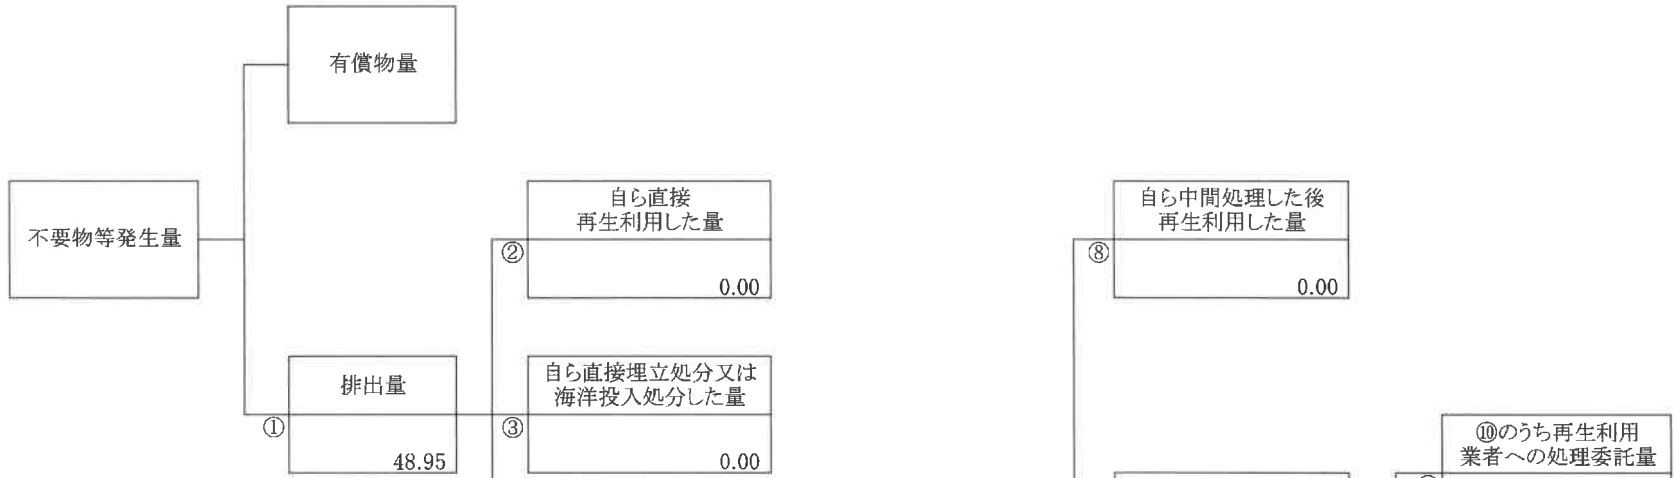 有償物量
不要物等発生量
自ら直接
再生利用した量
②
0.00
自ら中間処理した後
再生利用した量
⑧
0.00
排出量
①
48.95
自ら直接埋立処分又は
海洋投入処分した量
③
0.00
⑩のうち再生利用
業者への処理委託量